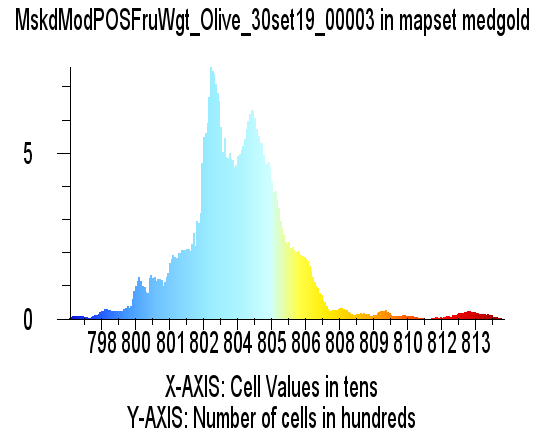 MskdModPOSFruWgt_Olive_30set19_00003 in mapset medgold
5
0
798 800 801 802 804 805 806 808 809 810 812 813
X-AXIS: Cell Values in tens
Y-AXIS: Number of cells in hundreds